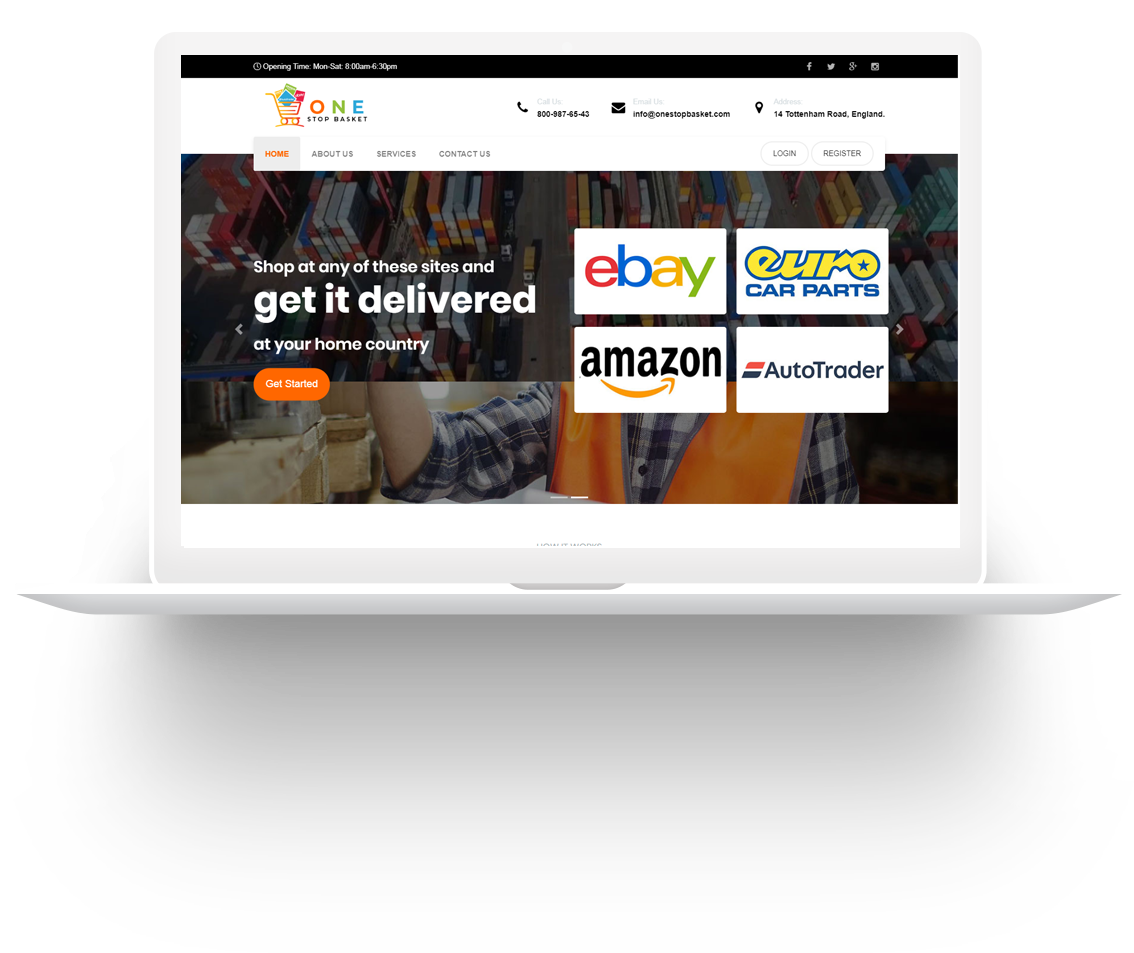 Opening Time: Mon-Sat: 8:00am-6:30pm
ONE
STOP BASKET
Call Us
800-987-65-43
Email Us:
info@onestopbasket.com
Address
14 Tottenham Road, England.
HOME
ABOUT US
SERVICES
CONTACT US
LOGIN
REGISTER
Shop at any of these sites and
get it delivered
at your home country
Get Started
ebay
euro
CAR PARTS
amazon
AutoTrader
HOW IT WORKS